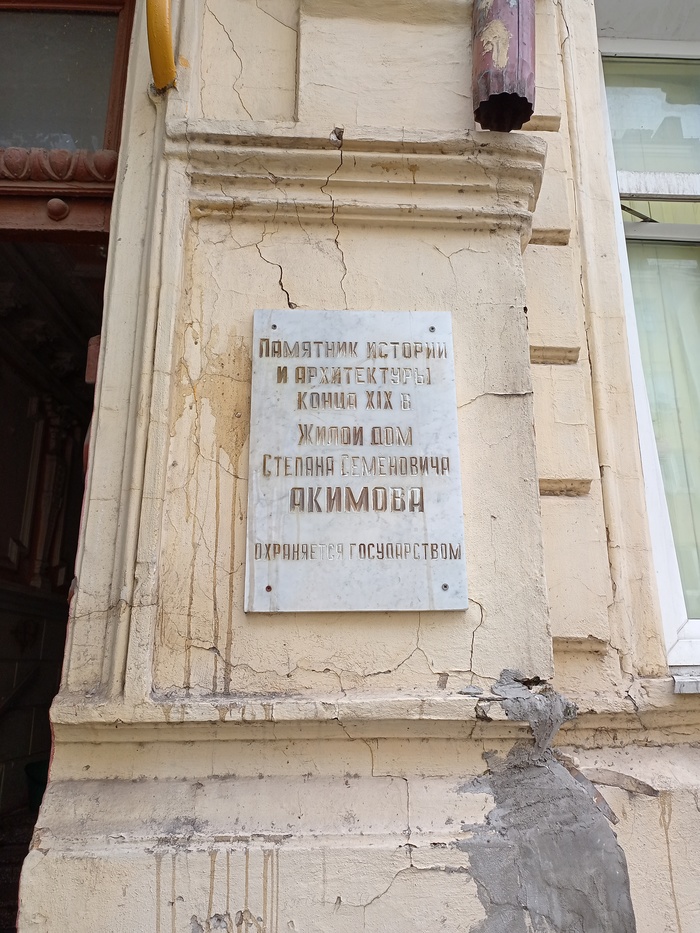 Памятник истории
и архитектуры
конца XIX в
Жилой дом
Степана Семеновича
Акимова
охраняется государством